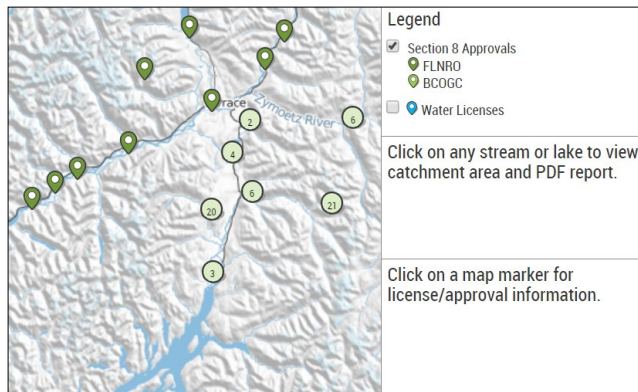 Legend
Section 8 Approvals
FLNRO
BCOGC
Water Licenses
Click on any stream or lake to view
catchment area and PDF report.
Click on a map marker for
license/approval information.
rrace
Zymoetz River
2
6
4
6
20
21
3